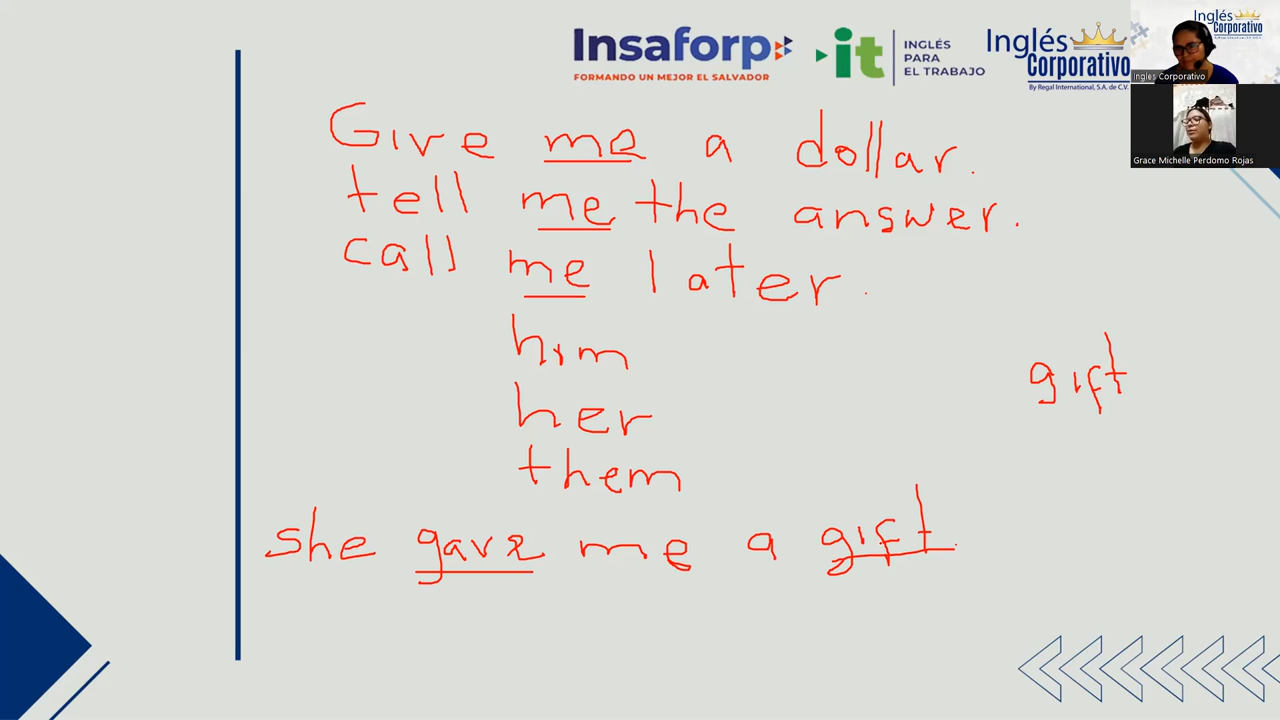 Insaforp
FORMANDO UN MEJOR EL SALVADOR
it
INGLÉS
PARA
EL TRABAJO
Inglés
Corporativo
By Regal International, S.A. de C.V.
Inglés
Corporativo
Ingles Corporativo
Grace Michelle Perdomo Rojas
Give me a dollar.
tell me the answer.
call me later.
him
her
them
gift
she gave me a gift.